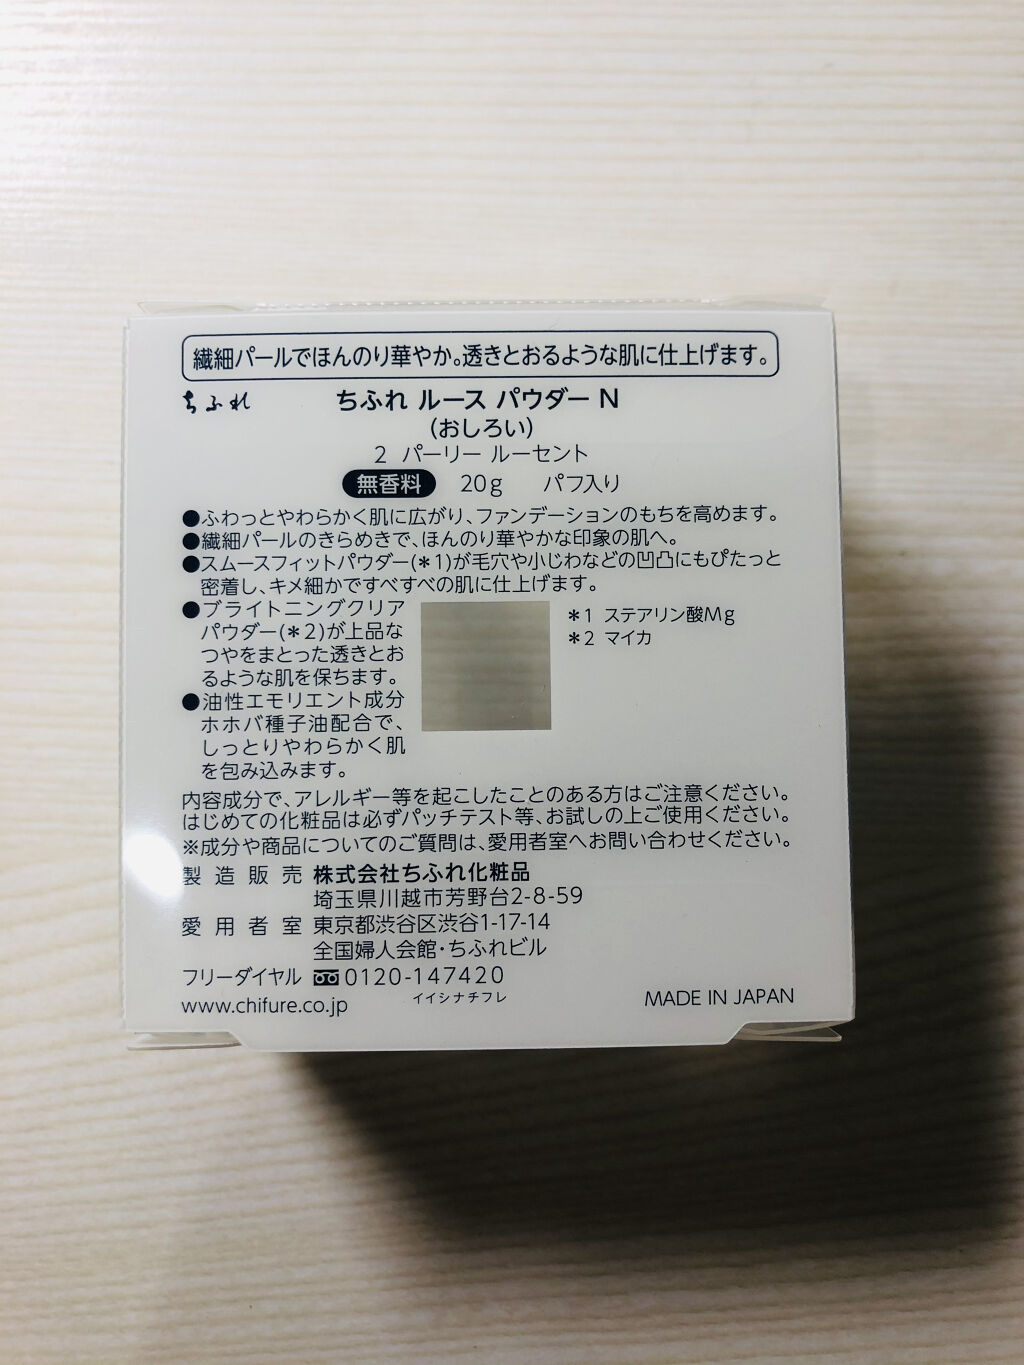 繊細パールでほんのり華やか。透きとおるような肌に仕上げます。
ちふれ
ちふれ ルース パウダー N
(おしろい)
2 パーリー ルーセント
無香料 20g パフ入り
●ふわっとやわらかく肌に広がり、ファンデーションのもちを高めます。
●繊細パールのきらめきで、ほんのり華やかな印象の肌へ。
●スムースフィットパウダー(＊1)が毛穴や小じわなどの凹凸にもぴたっと
密着し、キメ細かですべすべの肌に仕上げます。
●ブライトニングクリア
パウダー(＊2)が上品な
つやをまとった透きとお
るような肌を保ちます。
●油性エモリエント成分
ホホバ種子油配合で、
しっとりやわらかく肌
を包み込みます。
＊1 ステアリン酸Mg
＊2 マイカ
内容成分で、アレルギー等を起こしたことのある方はご注意ください。
はじめての化粧品は必ずパッチテスト等、お試しの上ご使用ください。
※成分や商品についてのご質問は、愛用者室へお問い合わせください。
製造販売 株式会社ちふれ化粧品
埼玉県川越市芳野台2-8-59
愛用者室 東京都渋谷区渋谷1-17-14
全国婦人会館・ちふれビル
フリーダイヤル 0120-147420
イイシナチフレ
www.chifure.co.jp
MADE IN JAPAN